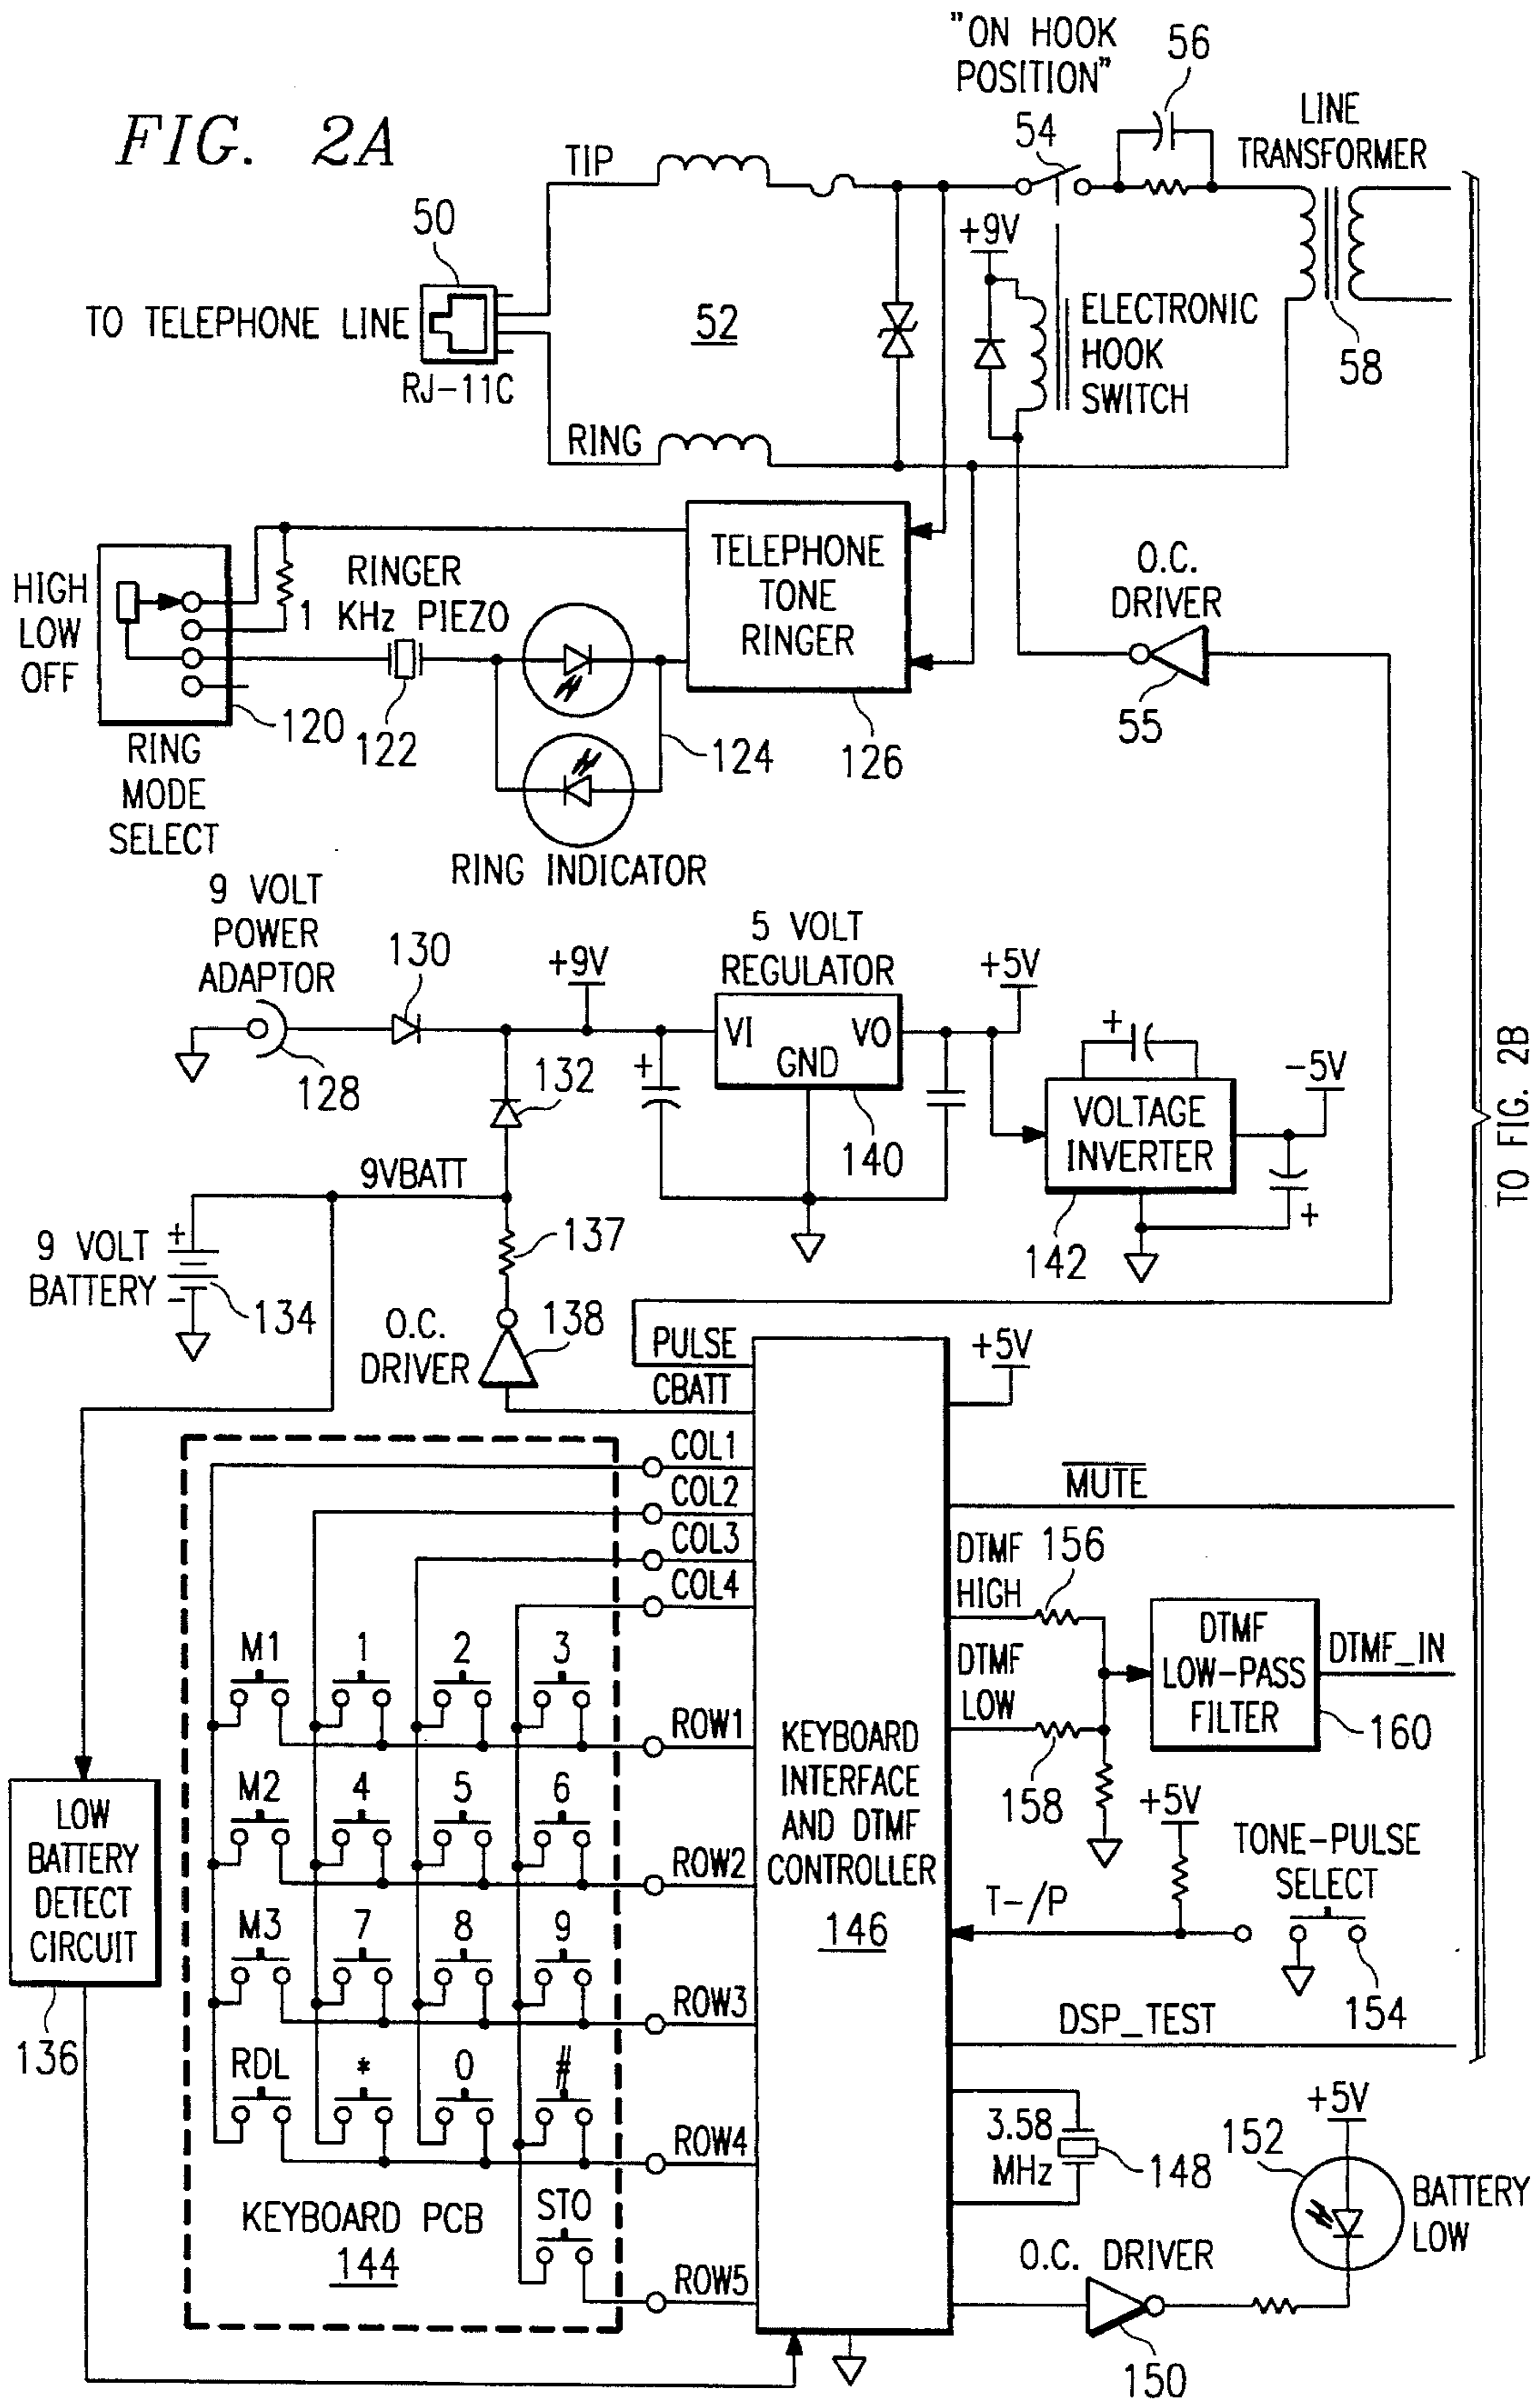 FIG. 2A
"ON HOOK
POSITION"
56
54
LINE
TRANSFORMER
TIP
50
+9V
TO TELEPHONE LINE
52
ELECTRONIC
HOOK
SWITCH
58
RJ-11C
RING
HIGH
LOW
OFF
RINGER
1 KHz PIEZO
TELEPHONE
TONE
RINGER
O.C.
DRIVER
120
122
124
126
55
RING
MODE
SELECT
RING INDICATOR
9 VOLT
POWER
ADAPTOR
130
+9V
5 VOLT
REGULATOR
+5V
VI
VO
GND
128
132
140
+
+
VOLTAGE
INVERTER
-5V
142
+
9VBATT
9 VOLT
BATTERY
+
-
134
137
O.C.
DRIVER
138
TO FIG. 2B
PULSE
CBATT
+5V
COL1
COL2
COL3
COL4
MUTE
DTMF
HIGH
156
DTMF
LOW
158
DTMF
LOW-PASS
FILTER
DTMF_IN
160
M1 1 2 3
ROW1
M2 4 5 6
ROW2
M3 7 8 9
ROW3
RDL * 0 #
ROW4
STO
ROW5
KEYBOARD PCB
144
LOW
BATTERY
DETECT
CIRCUIT
136
KEYBOARD
INTERFACE
AND DTMF
CONTROLLER
146
+5V
TONE-PULSE
SELECT
T-/P
154
DSP_TEST
3.58
MHz
148
+5V
152
BATTERY
LOW
O.C. DRIVER
150